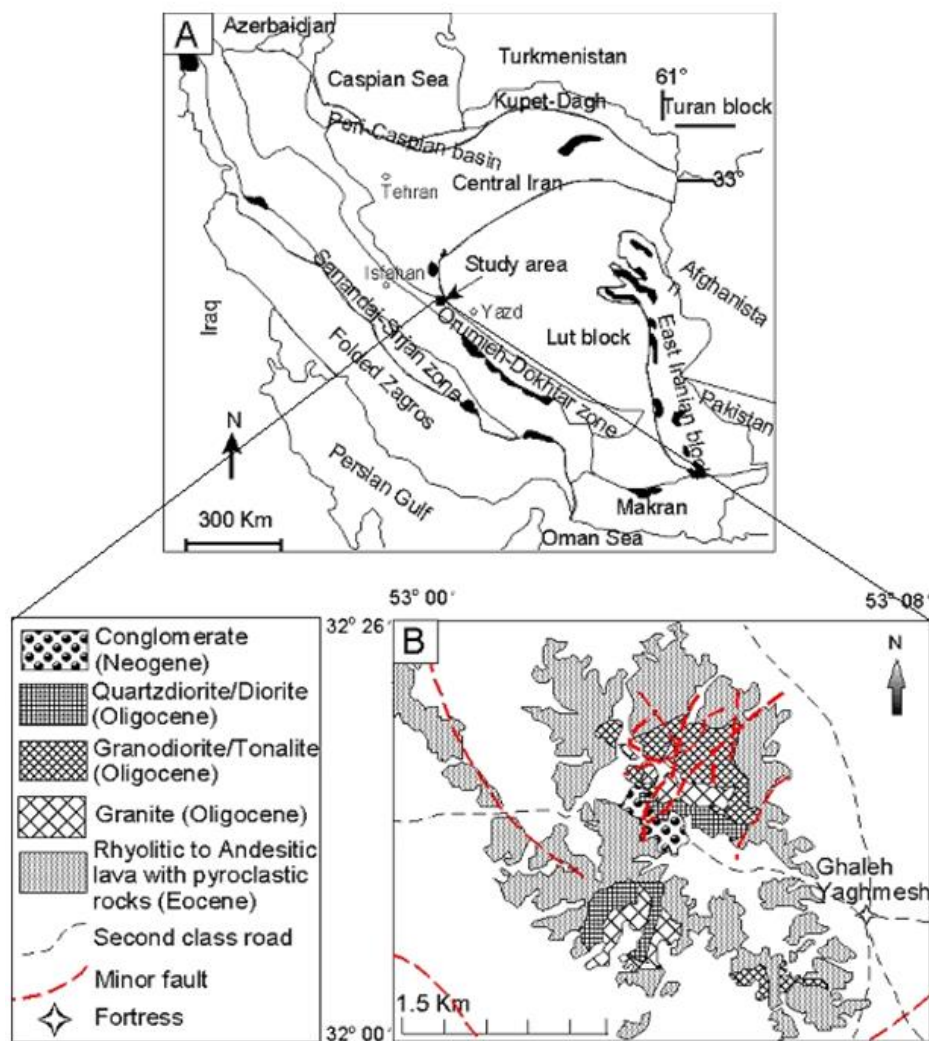 A
Azerbaidjan
Caspian Sea
Turkmenistan
61°
Kupet-Dagh
Turan block
Peri-Caspian basin
Central Iran
33°
Tehran
Study area
Isfahan
Yazd
Afghanista
n
Sanandaj-Sirjan zone
Orumieh-Dokhtar zone
Lut block
East Iranian block
Iraq
Folded Zagros
Pakistan
N
Persian Gulf
Makran
300 Km
Oman Sea
53° 00´
53° 08´
32° 26´
B
N
Conglomerate
(Neogene)
Quartzdiorite/Diorite
(Oligocene)
Granodiorite/Tonalite
(Oligocene)
Granite (Oligocene)
Rhyolitic to Andesitic
lava with pyroclastic
rocks (Eocene)
Second class road
Minor fault
Fortress
Ghaleh
Yaghmesh
1.5 Km
32° 00´